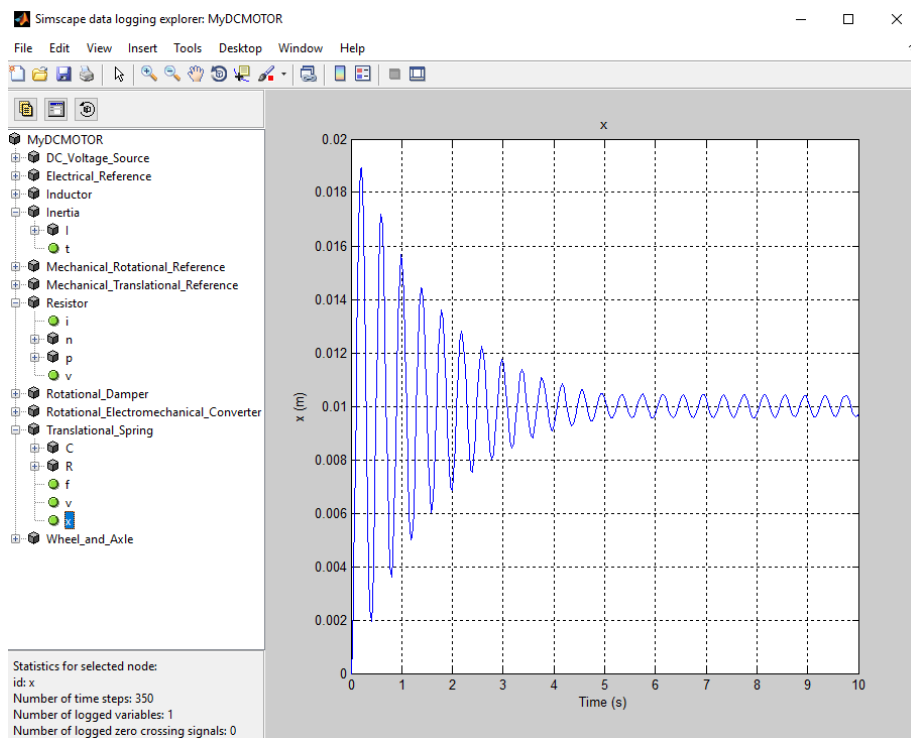 Simscape data logging explorer: MyDCMOTOR
File Edit View Insert Tools Desktop Window Help
MyDCMOTOR
DC_Voltage_Source
Electrical_Reference
Inductor
Inertia
I
t
Mechanical_Rotational_Reference
Mechanical_Translational_Reference
Resistor
i
n
p
v
Rotational_Damper
Rotational_Electromechanical_Converter
Translational_Spring
C
R
f
v
x
Wheel_and_Axle
Statistics for selected node:
id: x
Number of time steps: 350
Number of logged variables: 1
Number of logged zero crossing signals: 0
x
0.02
0.018
0.016
0.014
0.012
0.01
0.008
0.006
0.004
0.002
0
x (m)
0 1 2 3 4 5 6 7 8 9 10
Time (s)